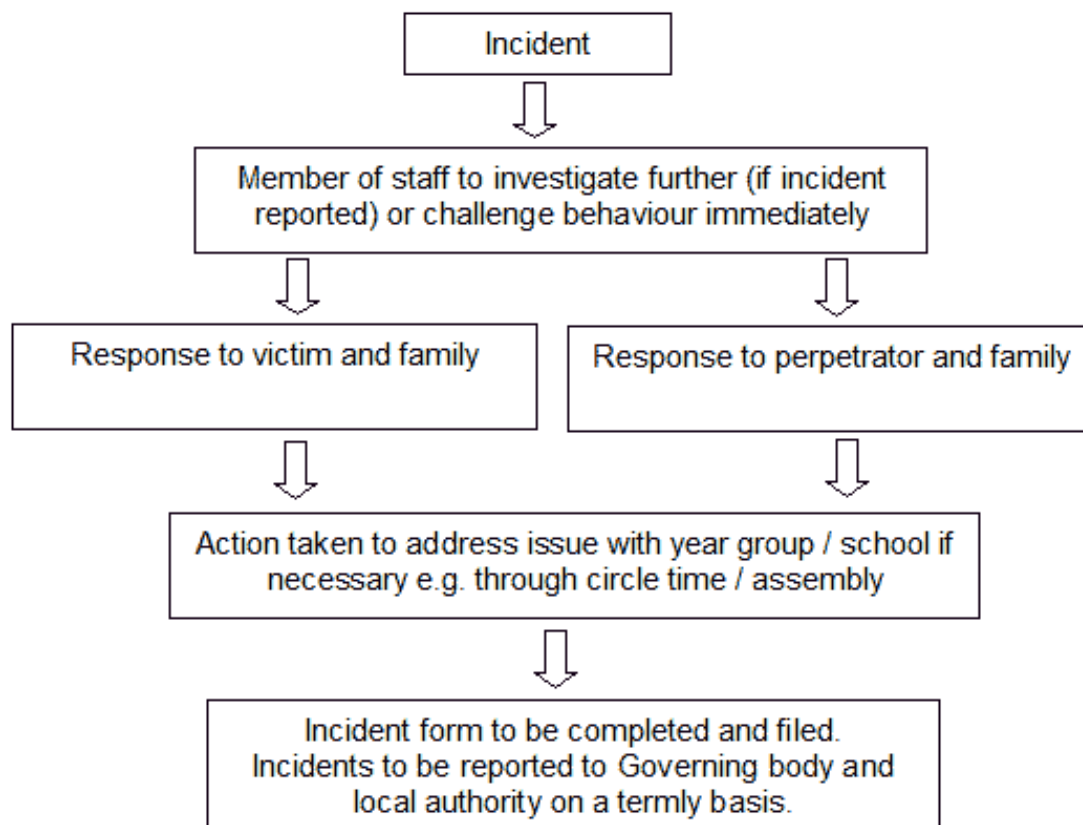 Incident
Member of staff to investigate further (if incident
reported) or challenge behaviour immediately
Response to victim and family
Response to perpetrator and family
Action taken to address issue with year group / school if
necessary e.g. through circle time / assembly
Incident form to be completed and filed.
Incidents to be reported to Governing body and
local authority on a termly basis.